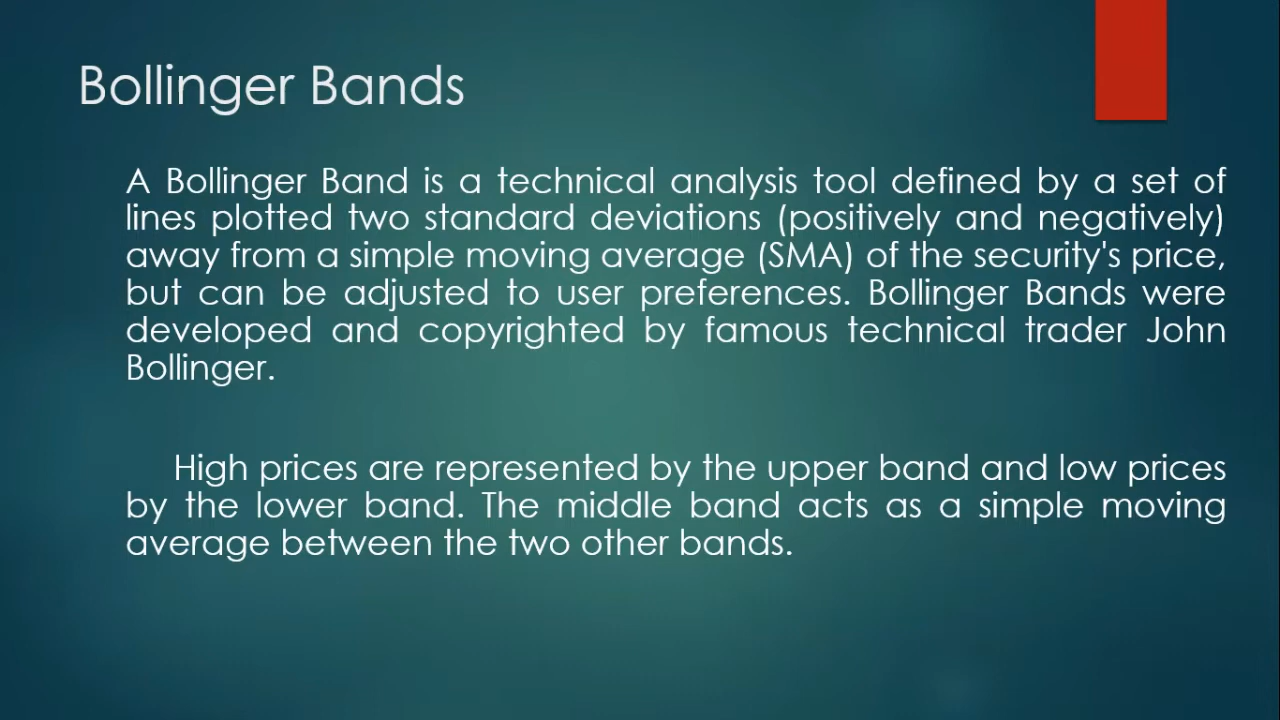 Bollinger Bands
A Bollinger Band is a technical analysis tool defined by a set of
lines plotted two standard deviations (positively and negatively)
away from a simple moving average (SMA) of the security's price,
but can be adjusted to user preferences. Bollinger Bands were
developed and copyrighted by famous technical trader John
Bollinger.
High prices are represented by the upper band and low prices
by the lower band. The middle band acts as a simple moving
average between the two other bands.